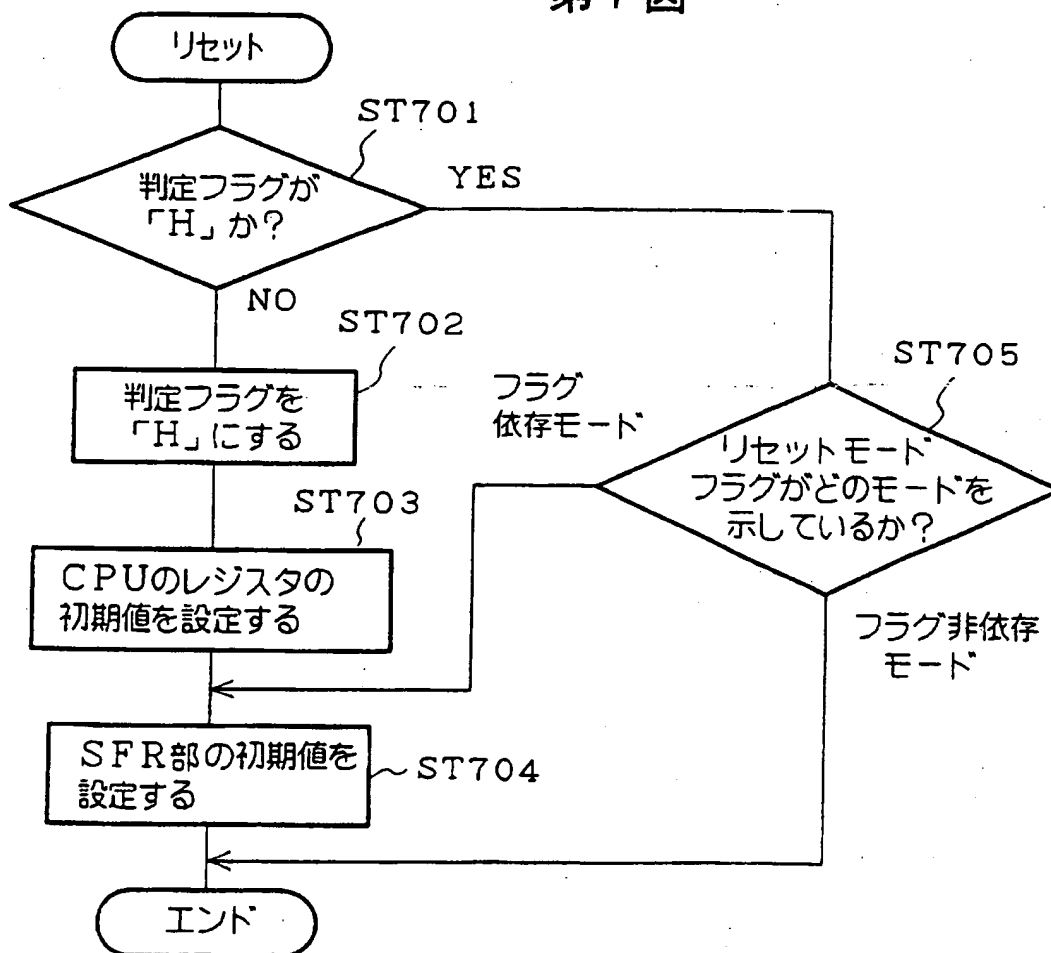 第7図
リセット
ST701
判定フラグが
「H」か?
YES
NO
ST702
判定フラグを
「H」にする
フラグ
依存モード
ST705
リセットモード
フラグがどのモードを
示しているか?
ST703
CPUのレジスタの
初期値を設定する
フラグ非依存
モード
SFR部の初期値を
設定する
ST704
エンド